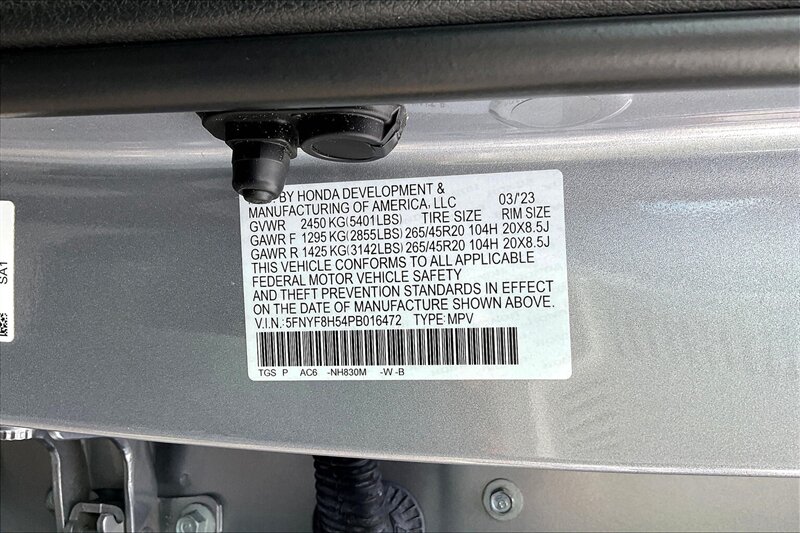 BY HONDA DEVELOPMENT &
MANUFACTURING OF AMERICA, LLC 03/'23
GVWR 2450 KG(5401LBS) TIRE SIZE RIM SIZE
GAWR F 1295 KG(2855LBS) 265/45R20 104H 20X8.5J
GAWR R 1425 KG(3142LBS) 265/45R20 104H 20X8.5J
THIS VEHICLE CONFORMS TO ALL APPLICABLE
FEDERAL MOTOR VEHICLE SAFETY
AND THEFT PREVENTION STANDARDS IN EFFECT
ON THE DATE OF MANUFACTURE SHOWN ABOVE.
V.I.N.:5FNYF8H54PB016472 TYPE:MPV
TGS P AC6 -NH830M -W -B
SA1